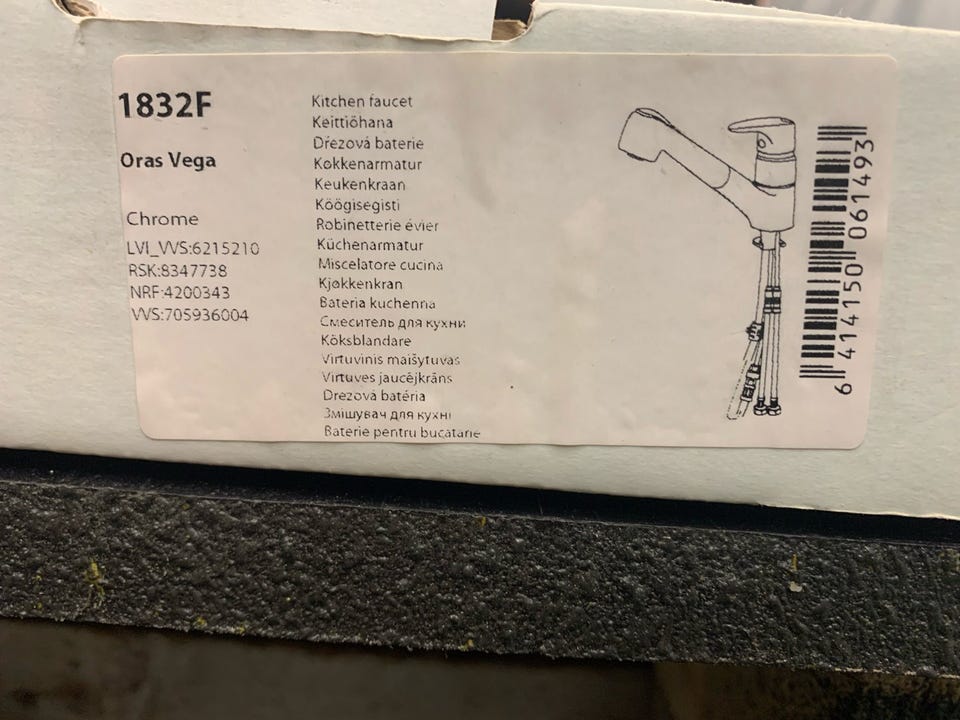 1832F
Oras Vega
Chrome
LVI_VVS:6215210
RSK:8347738
NRF:4200343
VVS:705936004
Kitchen faucet
Keittiöhana
Dřezová baterie
Køkkenarmatur
Keukenkraan
Köögisegisti
Robinetterie évier
Küchenarmatur
Miscelatore cucina
Kjøkkenkran
Bateria kuchenna
Смеситель для кухни
Köksblandare
Virtuvinis maišytuvas
Virtuves jaucējkrāns
Drezová batéria
Змішувач для кухні
Baterie pentru bucatarie
6 414150 061493